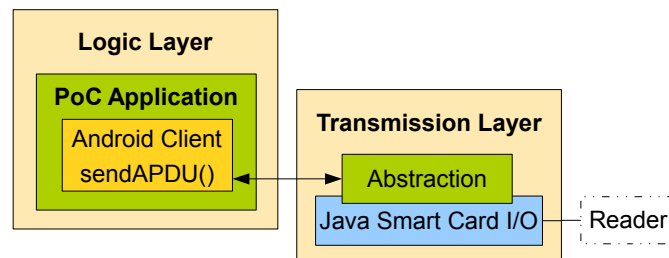 Logic Layer
PoC Application
Android Client
sendAPDU()
Transmission Layer
Abstraction
Java Smart Card I/O
Reader